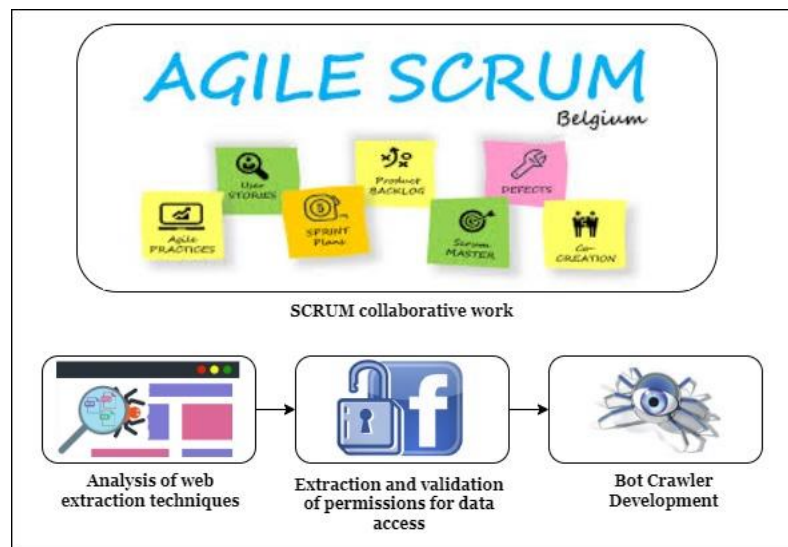 AGILE SCRUM
Belgium
User
STORIES
Product
BACKLOG
DEFECTS
Agile
PRACTICES
SPRINT
Plans
Scrum
MASTER
Co-
CREATION
SCRUM collaborative work
f
Analysis of web
extraction techniques
Extraction and validation
of permissions for data
access
Bot Crawler
Development